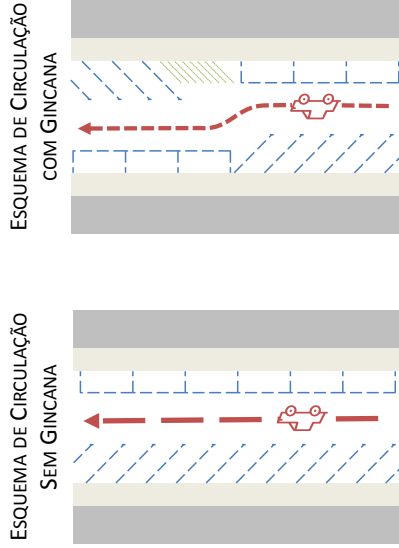 ESQUEMA DE CIRCULAÇÃO
COM GINCANA
ESQUEMA DE CIRCULAÇÃO
SEM GINCANA